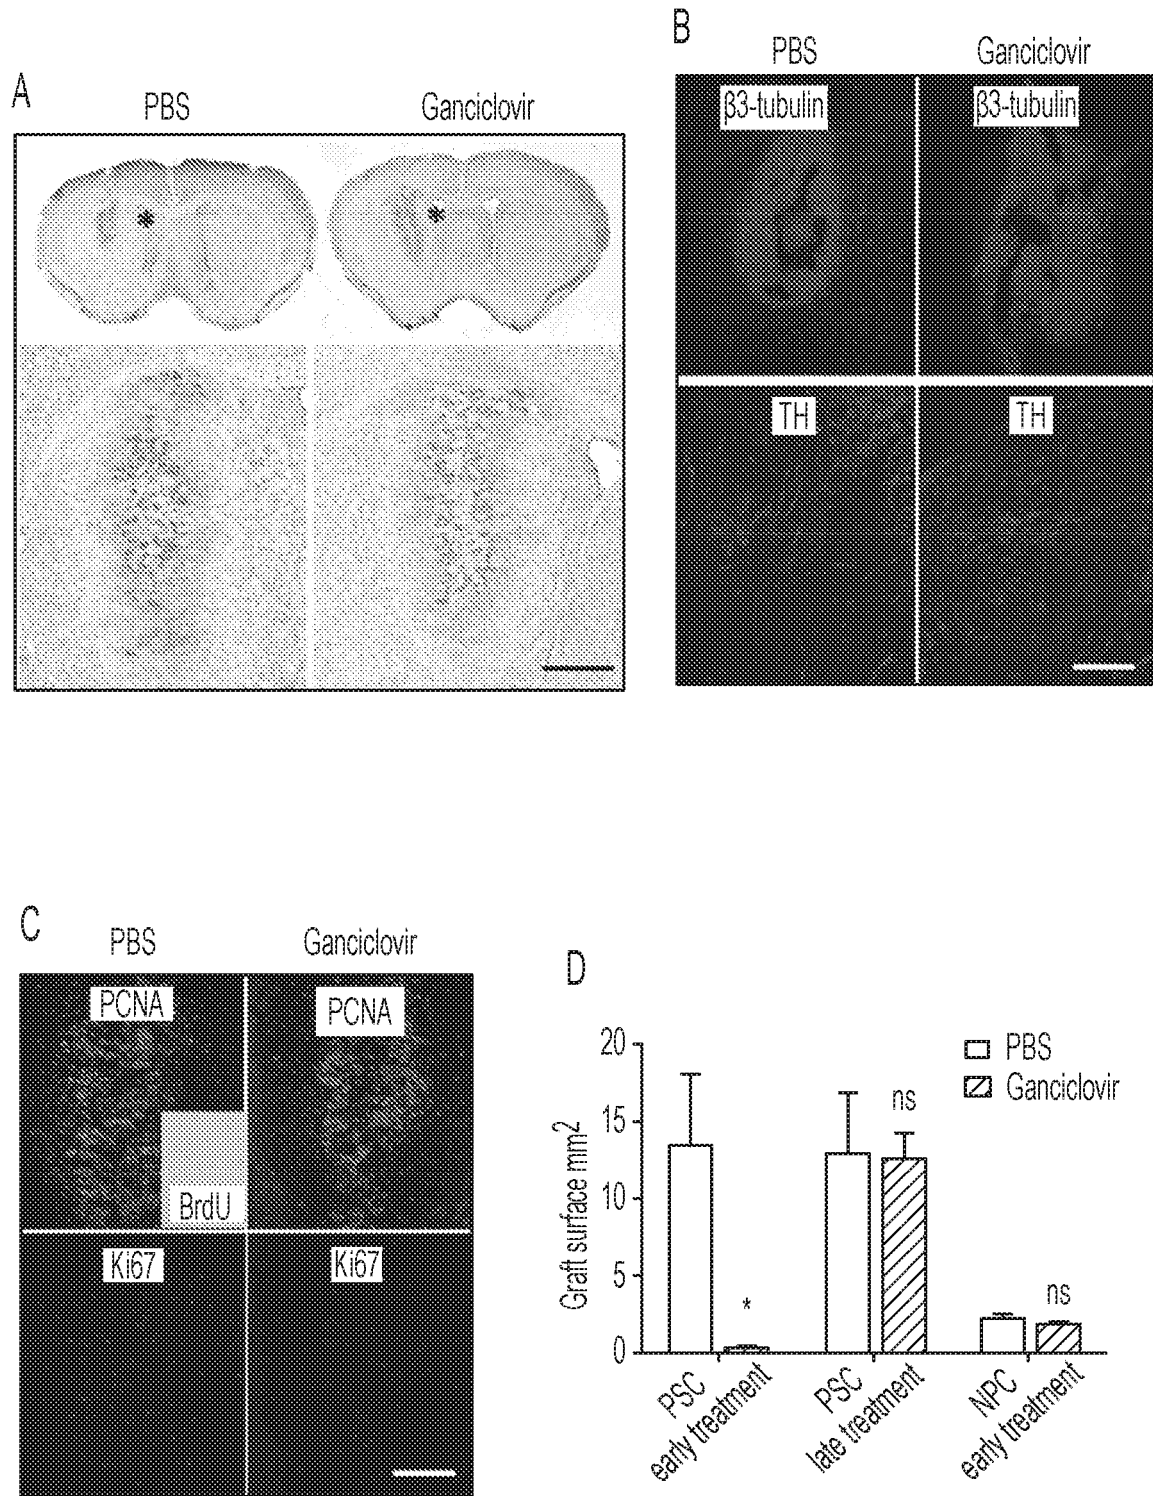 A
PBS
Ganciclovir
*
*
B
PBS
Ganciclovir
β3-tubulin
β3-tubulin
TH
TH
C
PBS
Ganciclovir
PCNA
PCNA
BrdU
Ki67
Ki67
D
Graft surface mm²
20
15
10
5
0
PBS
Ganciclovir
*
ns
ns
PSC
early treatment
PSC
late treatment
NPC
early treatment